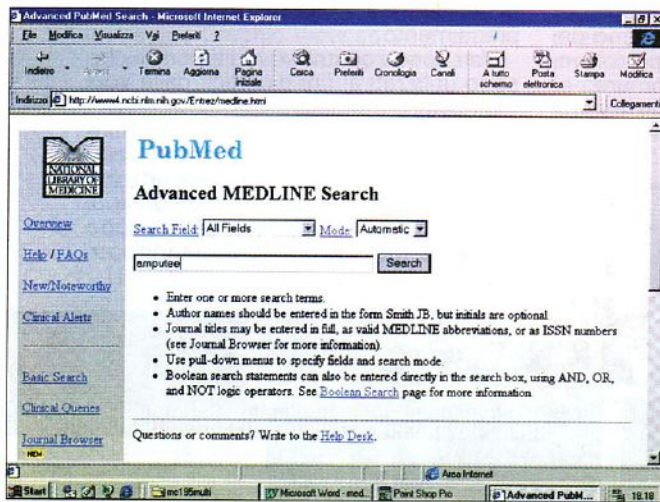 Advanced PubMed Search - Microsoft Internet Explorer
File Modifica Visualizza Vai Preferiti ?
Indietro Avanti Termina Aggiorna Pagina iniziale Cerca Preferiti Cronologia Canali A tutto schermo Posta elettronica Stampa Modifica
Indirizzo http://www4.ncbi.nlm.nih.gov/Entrez/medline.html Collegamenti
NATIONAL
LIBRARY OF
MEDICINE
PubMed
Advanced MEDLINE Search
Search Field: All Fields Mode: Automatic
amputee Search
Overview
Help / FAQs
New/Noteworthy
Clinical Alerts
Basic Search
Clinical Queries
Journal Browser
NEW
• Enter one or more search terms.
• Author names should be entered in the form Smith JB, but initials are optional.
• Journal titles may be entered in full, as valid MEDLINE abbreviations, or as ISSN numbers
(see Journal Browser for more information).
• Use pull-down menus to specify fields and search mode.
• Boolean search statements can also be entered directly in the search box, using AND, OR,
and NOT logic operators. See Boolean Search page for more information.
Questions or comments? Write to the Help Desk.
Area Internet
Start mc195multi Microsoft Word - med... Paint Shop Pro Advanced PubM... 18.18